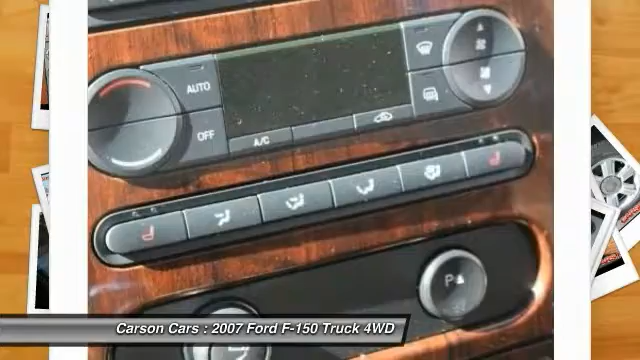 AUTO
OFF
A/C
P
Carson Cars : 2007 Ford F-150 Truck 4WD